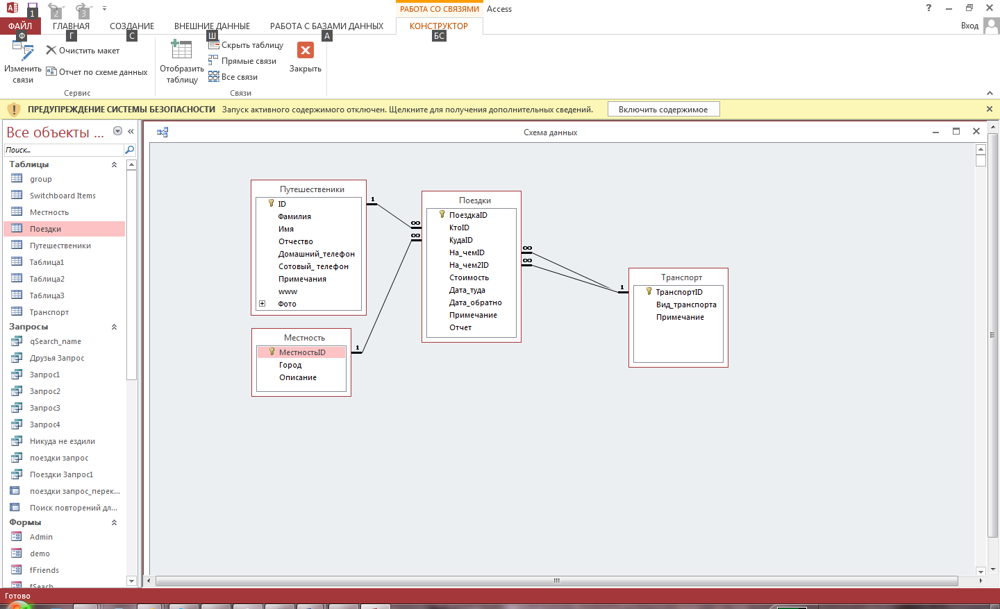 1 2 3
РАБОТА СО СВЯЗЯМИ Access
?
ФАЙЛ ГЛАВНАЯ СОЗДАНИЕ ВНЕШНИЕ ДАННЫЕ РАБОТА С БАЗАМИ ДАННЫХ КОНСТРУКТОР Вход
Ф Г С Ш А БС
Изменить связи
Очистить макет
Отчет по схеме данных
Сервис
Отобразить таблицу
Скрыть таблицу
Прямые связи
Все связи
Закрыть
Связи
ПРЕДУПРЕЖДЕНИЕ СИСТЕМЫ БЕЗОПАСНОСТИ Запуск активного содержимого отключен. Щелкните для получения дополнительных сведений. Включить содержимое
Все объекты ...
Поиск...
Таблицы
group
Switchboard Items
Местность
Поездки
Путешественики
Таблица1
Таблица2
Таблица3
Транспорт
Запросы
qSearch_name
Друзья Запрос
Запрос1
Запрос2
Запрос3
Запрос4
Никуда не ездили
поездки запрос
Поездки Запрос1
поездки запрос_перек...
Поиск повторений дл...
Формы
Admin
demo
fFriends
fSeach
Схема данных
Путешественики
ID
Фамилия
Имя
Отчество
Домашний_телефон
Сотовый_ телефон
Примечания
www
Фото
1
∞
∞
Местность
МестностьID
Город
Описание
1
Поездки
ПоездкаID
КтоID
КудаID
На_чемID
На_чем2ID
Стоимость
Дата_туда
Дата_обратно
Примечание
Отчет
∞
∞
1
Транспорт
ТранспортID
Вид_транспорта
Примечание
Готово